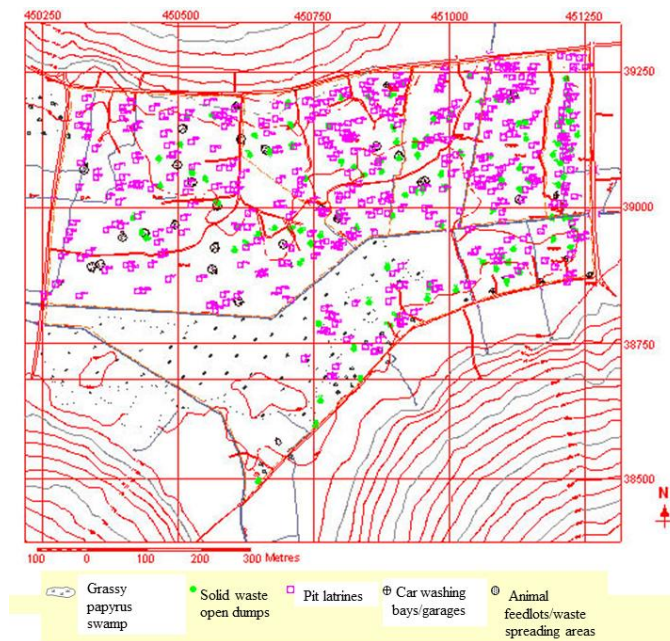 450250 450500 450750 451000 451250
39250
39000
38750
38500
N
100 0 100 200 300 Metres
Grassy
papyrus
swamp
Solid waste
open dumps
Pit latrines
Car washing
bays/garages
Animal
feedlots/waste
spreading areas